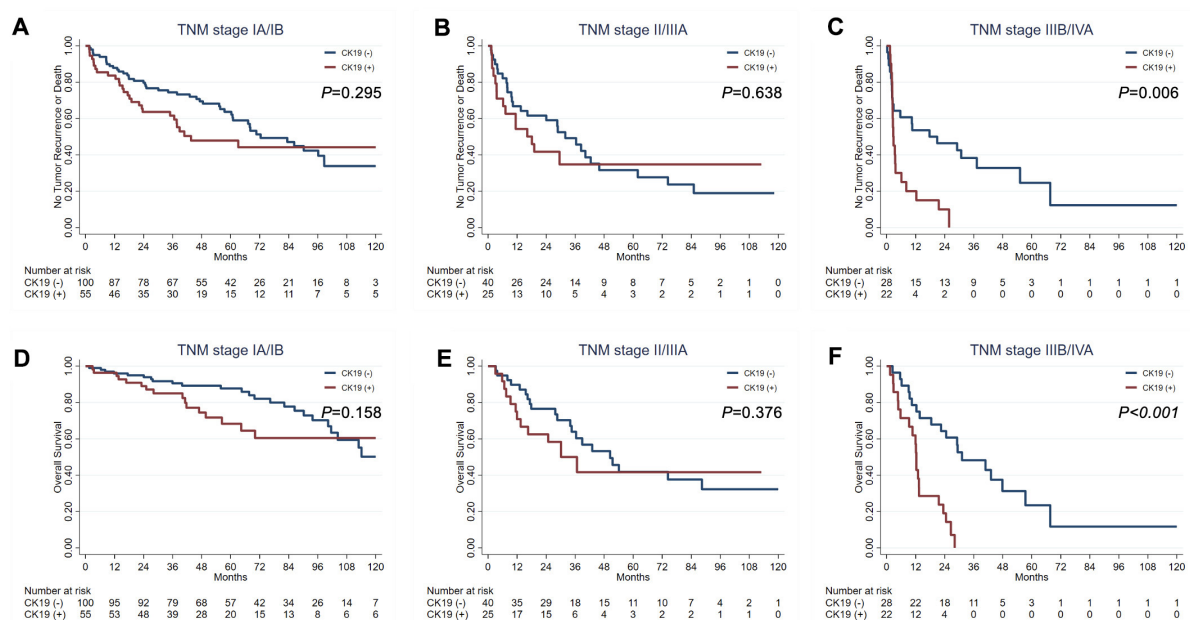 A
TNM stage IA/IB
No Tumor Recurrence or Death
1.00
0.80
0.60
0.40
0.20
0.00
CK19 (-)
CK19 (+)
P=0.295
0 12 24 36 48 60 72 84 96 108 120
Months
Number at risk
CK19 (-) 100 87 78 67 55 42 26 21 16 8 3
CK19 (+) 55 46 35 30 19 15 12 11 7 5 5
B
TNM stage II/IIIA
No Tumor Recurrence or Death
1.00
0.80
0.60
0.40
0.20
0.00
CK19 (-)
CK19 (+)
P=0.638
0 12 24 36 48 60 72 84 96 108 120
Months
Number at risk
CK19 (-) 40 26 24 14 9 8 7 5 2 1 0
CK19 (+) 25 13 10 5 4 3 2 2 1 1 0
C
TNM stage IIIB/IVA
No Tumor Recurrence or Death
1.00
0.80
0.60
0.40
0.20
0.00
CK19 (-)
CK19 (+)
P=0.006
0 12 24 36 48 60 72 84 96 108 120
Months
Number at risk
CK19 (-) 28 15 13 9 5 3 1 1 1 1 1
CK19 (+) 22 4 2 0 0 0 0 0 0 0 0
D
TNM stage IA/IB
Overall Survival
1.00
0.80
0.60
0.40
0.20
0.00
CK19 (-)
CK19 (+)
P=0.158
0 12 24 36 48 60 72 84 96 108 120
Months
Number at risk
CK19 (-) 100 95 92 79 68 57 42 34 26 14 7
CK19 (+) 55 53 48 39 28 20 15 13 8 6 6
E
TNM stage II/IIIA
Overall Survival
1.00
0.80
0.60
0.40
0.20
0.00
CK19 (-)
CK19 (+)
P=0.376
0 12 24 36 48 60 72 84 96 108 120
Months
Number at risk
CK19 (-) 40 35 29 18 15 11 10 7 4 2 1
CK19 (+) 25 17 15 6 4 3 2 2 1 1 0
F
TNM stage IIIB/IVA
Overall Survival
1.00
0.80
0.60
0.40
0.20
0.00
CK19 (-)
CK19 (+)
P<0.001
0 12 24 36 48 60 72 84 96 108 120
Months
Number at risk
CK19 (-) 28 22 18 11 5 3 1 1 1 1 1
CK19 (+) 22 12 4 0 0 0 0 0 0 0 0